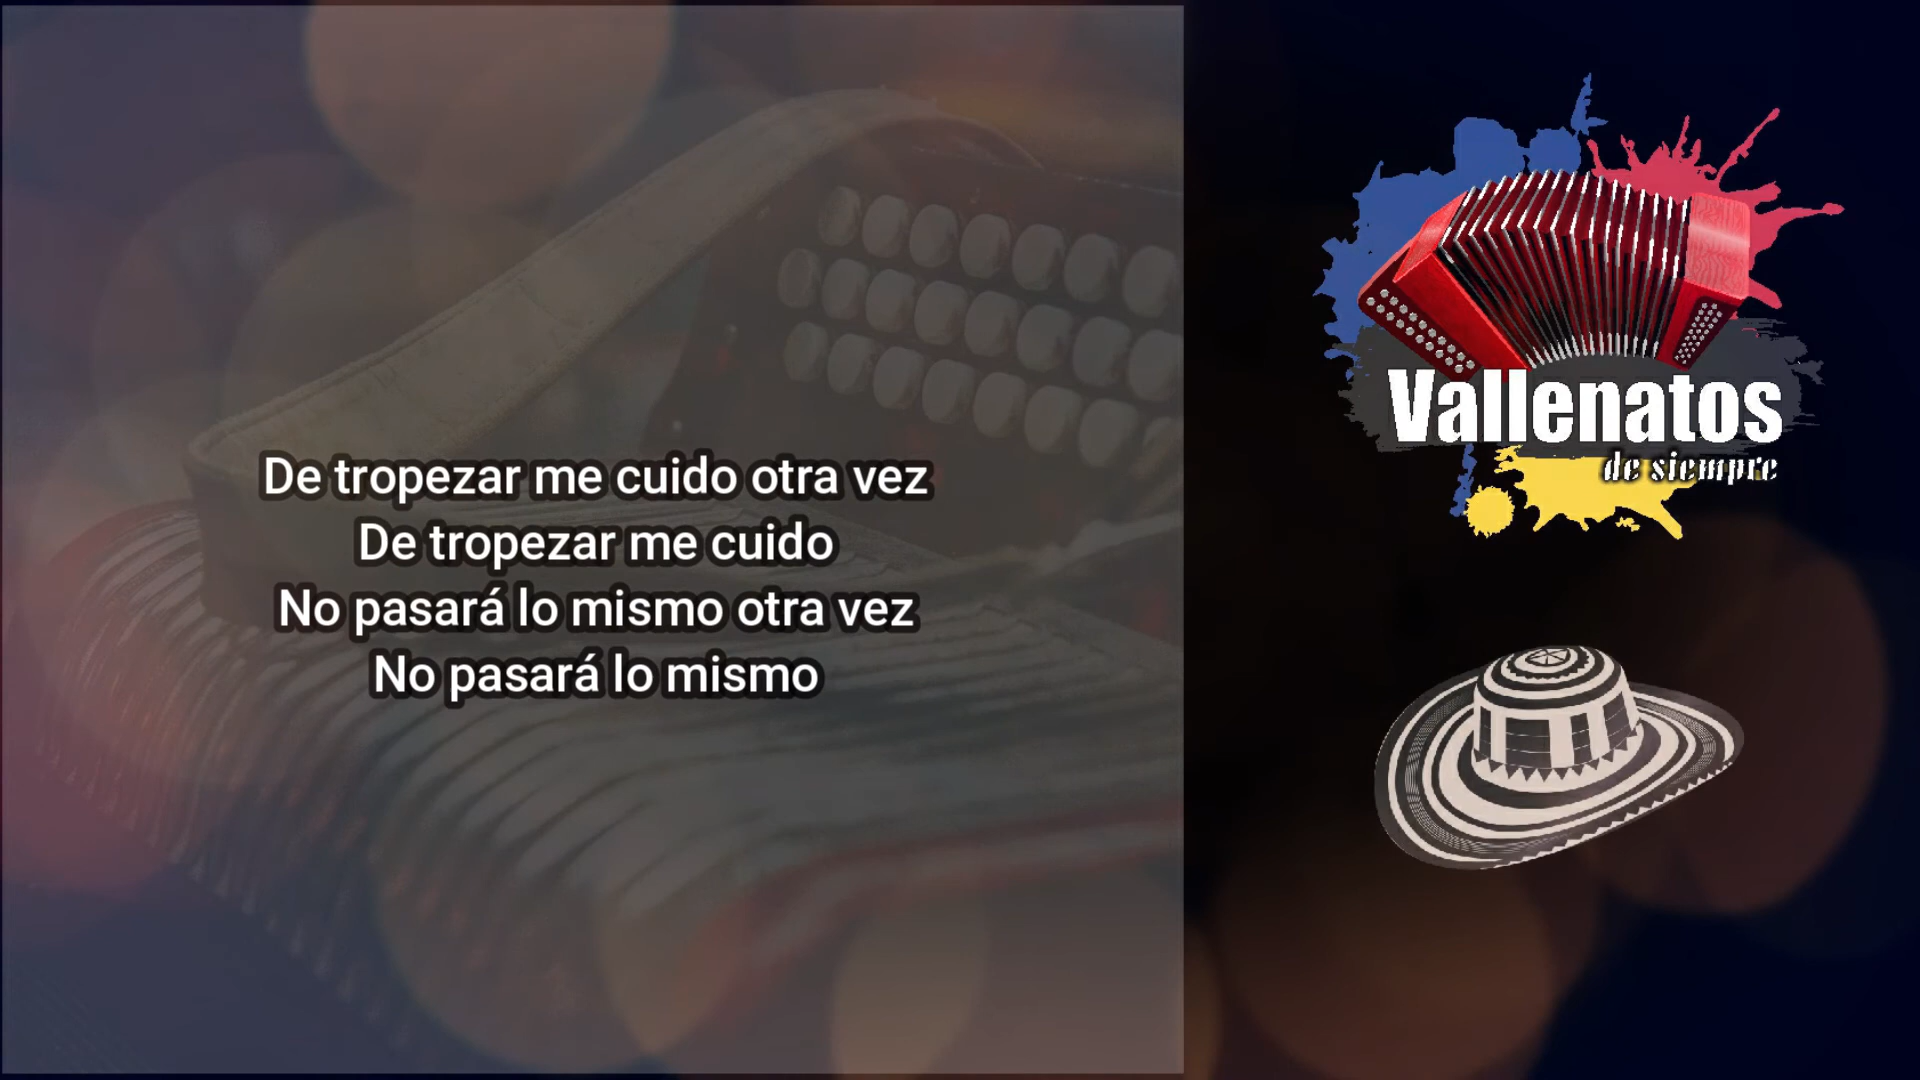 De tropezar me cuido otra vez
De tropezar me cuido
No pasará lo mismo otra vez
No pasará lo mismo
Vallenatos
de siempre